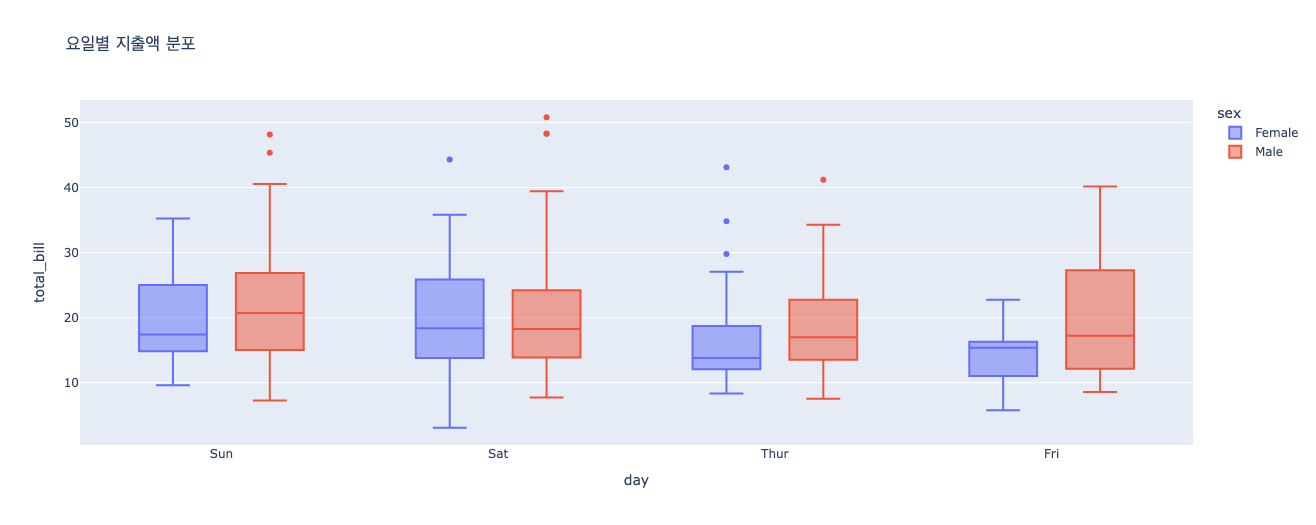 요일별 지출액 분포
sex
Female
Male
total_bill
50
40
30
20
10
Sun Sat Thur Fri
day